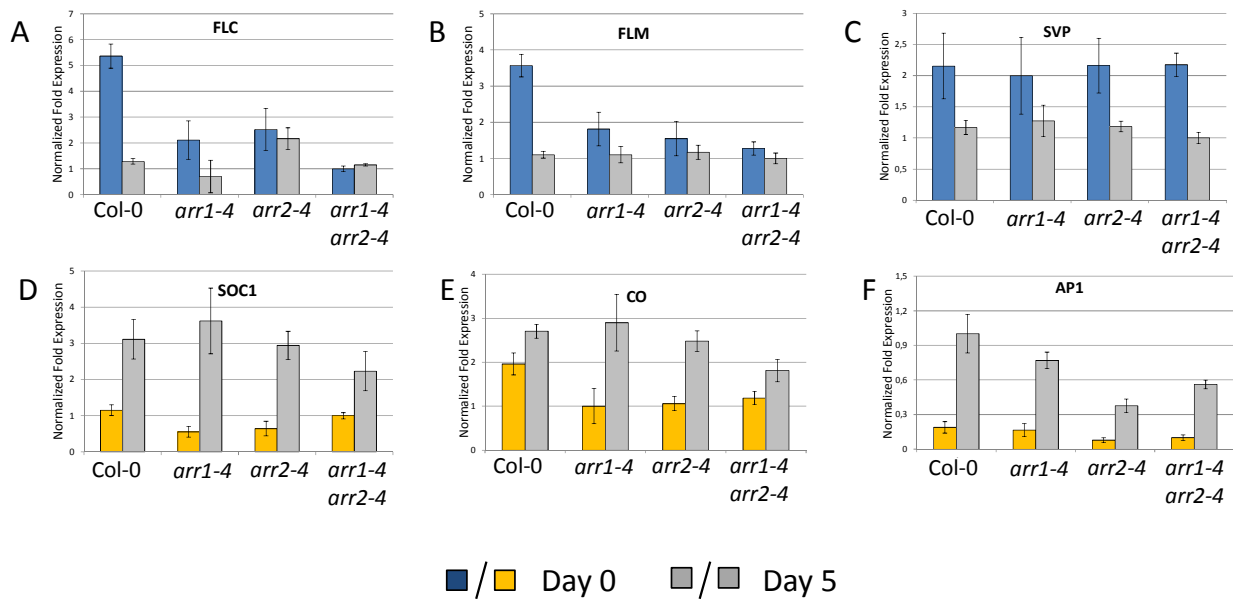 A
FLC
Normalized Fold Expression
7
6
5
4
3
2
1
0
Col-0 arr1-4 arr2-4 arr1-4
arr2-4
B
FLM
Normalized Fold Expression
5
4
3
2
1
0
Col-0 arr1-4 arr2-4 arr1-4
arr2-4
C
SVP
Normalized Fold Expression
3
2,5
2
1,5
1
0,5
0
Col-0 arr1-4 arr2-4 arr1-4
arr2-4
D
SOC1
Normalized Fold Expression
5
4
3
2
1
0
Col-0 arr1-4 arr2-4 arr1-4
arr2-4
E
CO
Normalized Fold Expression
4
3
2
1
0
Col-0 arr1-4 arr2-4 arr1-4
arr2-4
F
AP1
Normalized Fold Expression
1,5
1,2
0,9
0,6
0,3
0
Col-0 arr1-4 arr2-4 arr1-4
arr2-4
/ Day 0 / Day 5